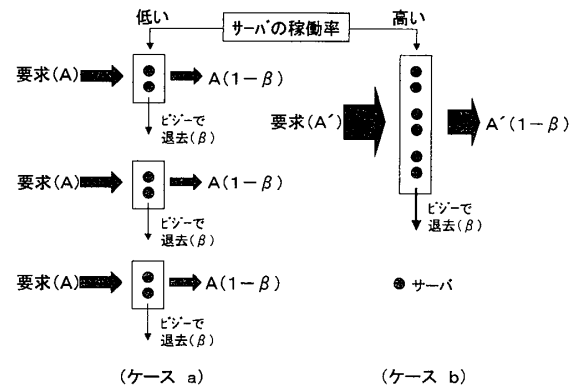 低い
サーバの稼働率
高い
要求(A)
A(1-β)
ビジーで
退去(β)
要求(A)
A(1-β)
ビジーで
退去(β)
要求(A)
A(1-β)
ビジーで
退去(β)
(ケース a)
要求(A´)
A´(1-β)
ビジーで
退去(β)
サーバ
(ケース b)